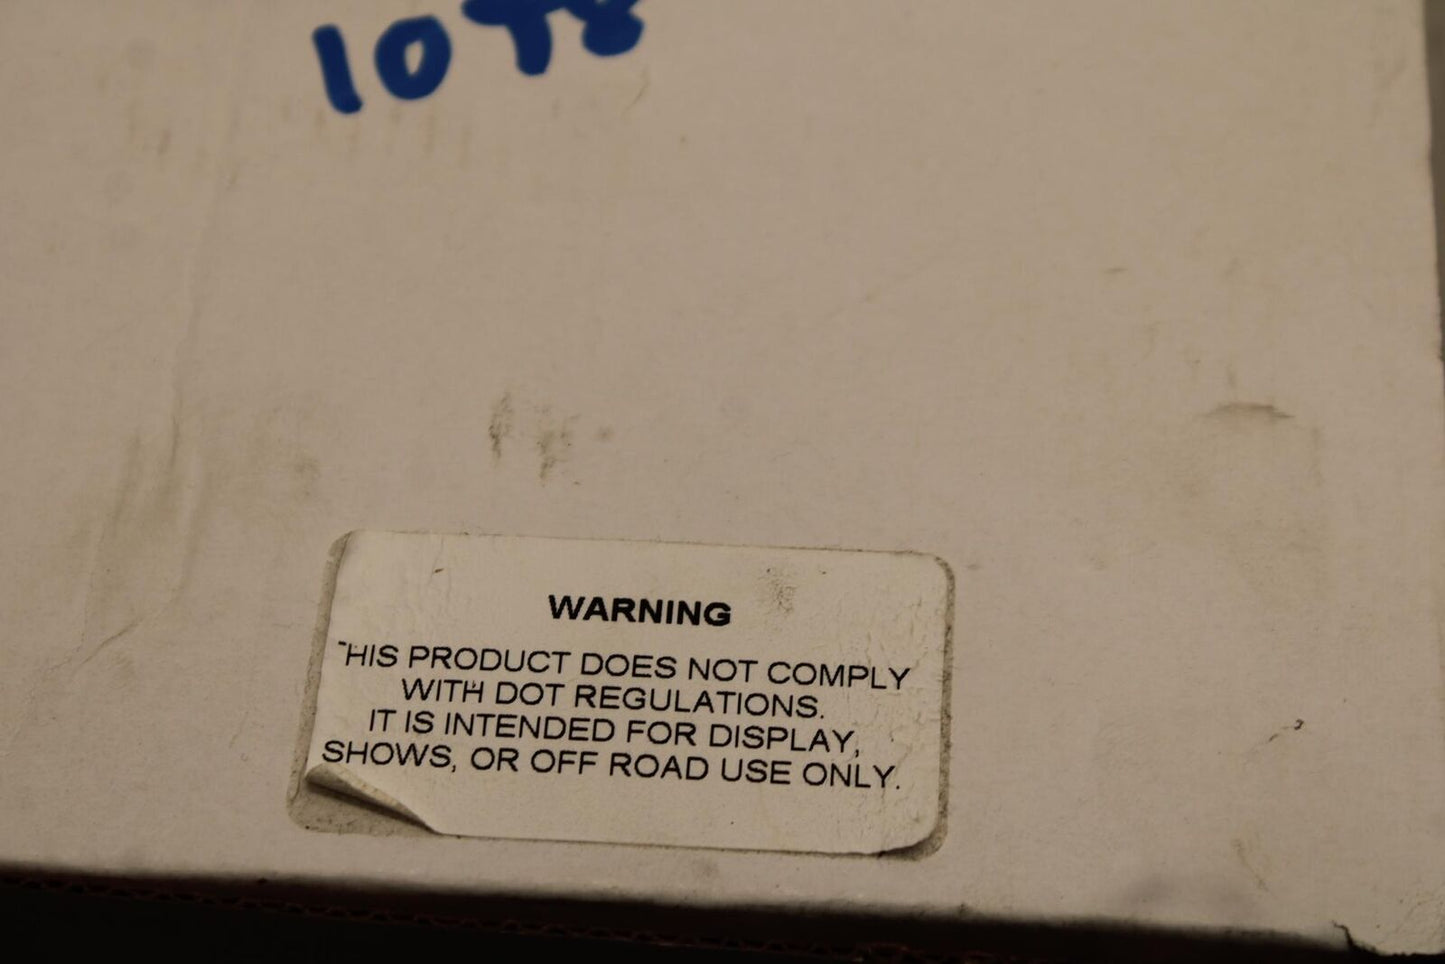 WARNING
THIS PRODUCT DOES NOT COMPLY
WITH DOT REGULATIONS.
IT IS INTENDED FOR DISPLAY,
SHOWS, OR OFF ROAD USE ONLY.